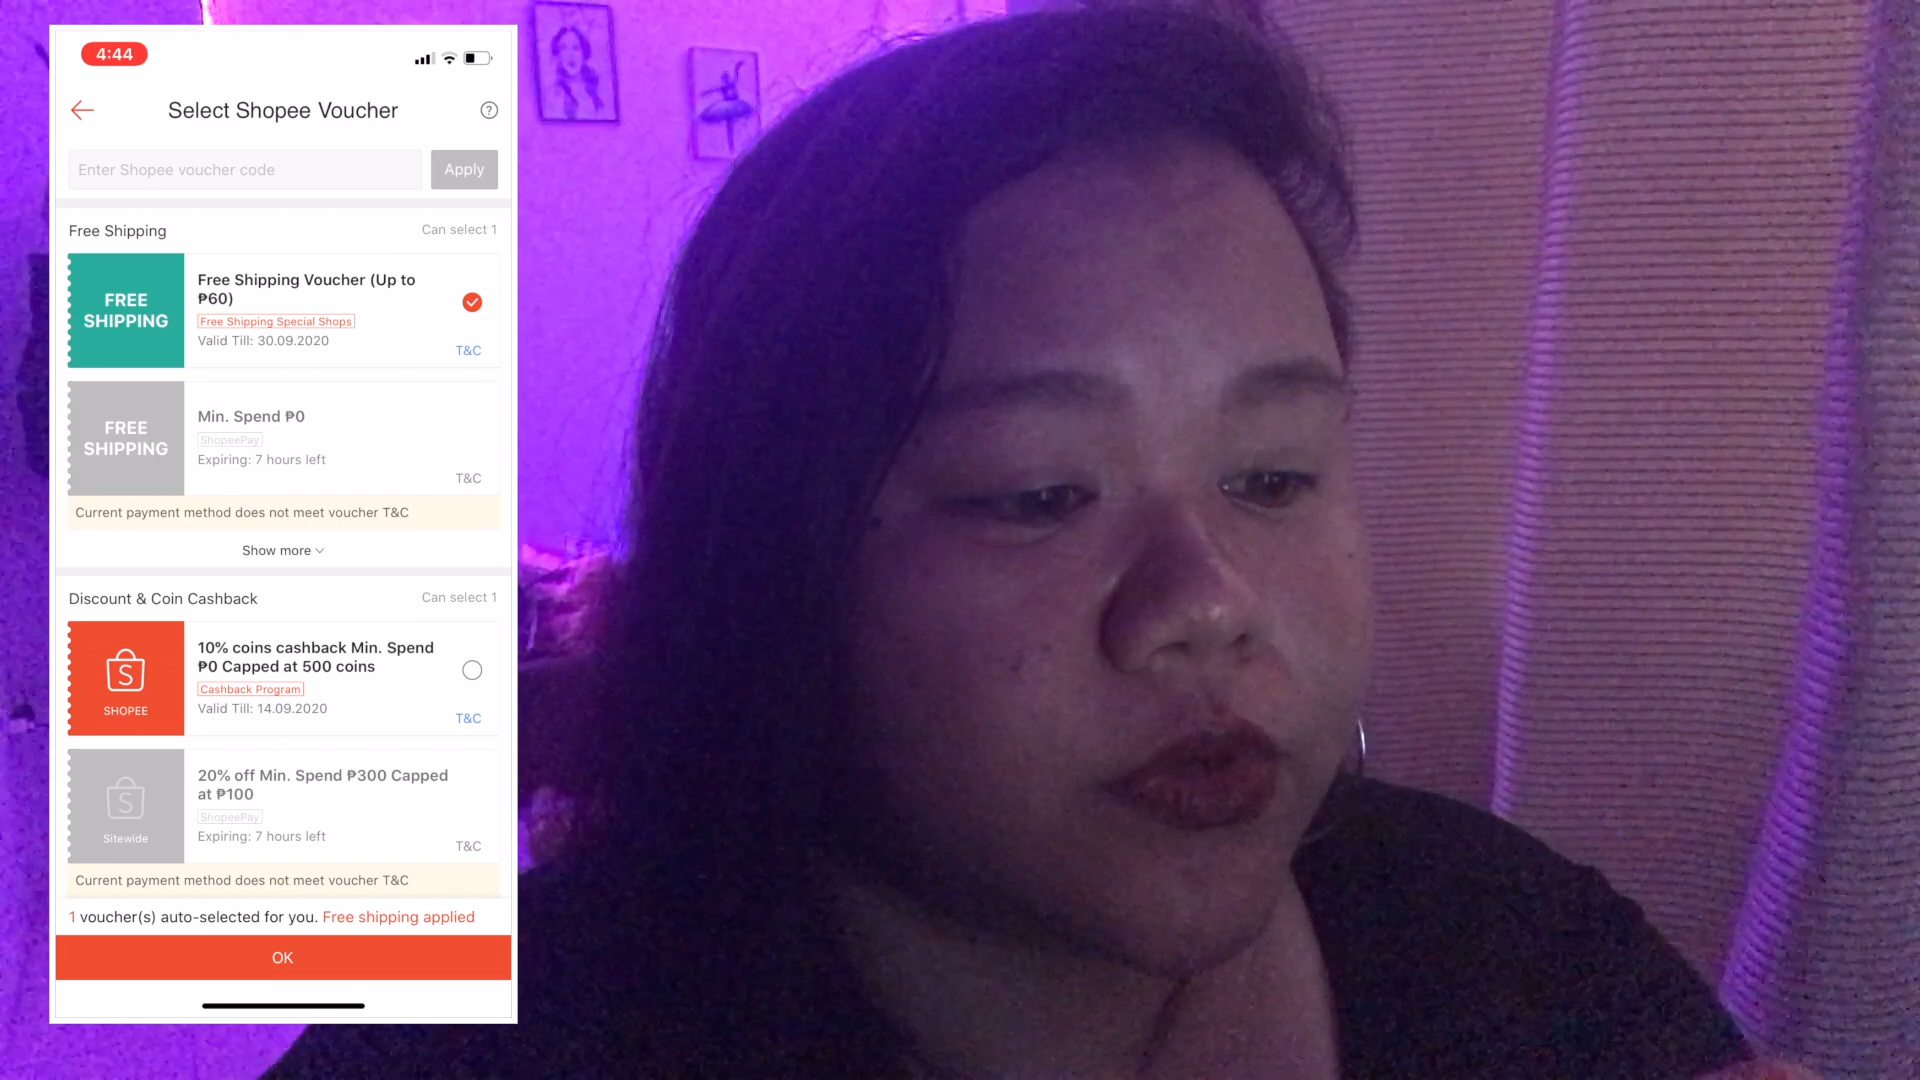 4:44
Select Shopee Voucher
Enter Shopee voucher code
Apply
Free Shipping
Can select 1
FREE
SHIPPING
Free Shipping Voucher (Up to
₱60)
Free Shipping Special Shops
Valid Till: 30.09.2020
T&C
FREE
SHIPPING
Min. Spend ₱0
ShopeePay
Expiring: 7 hours left
T&C
Current payment method does not meet voucher T&C
Show more
Discount & Coin Cashback
Can select 1
S
SHOPEE
10% coins cashback Min. Spend
₱0 Capped at 500 coins
Cashback Program
Valid Till: 14.09.2020
T&C
S
Sitewide
20% off Min. Spend ₱300 Capped
at ₱100
ShopeePay
Expiring: 7 hours left
T&C
Current payment method does not meet voucher T&C
1 voucher(s) auto-selected for you. Free shipping applied
OK